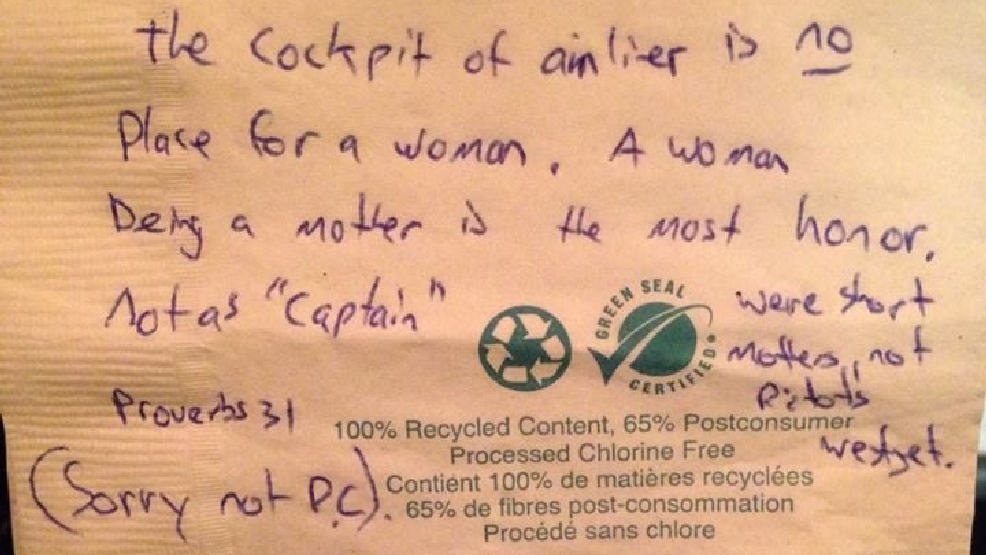 the cockpit of airlier is no
Place for a woman. A woman
being a mother is the most honor.
Not as "captain"
were short
mothers, not
pilots
westjet.
Proverbs 31
(Sorry not P.C).
GREEN SEAL
CERTIFIED
100% Recycled Content, 65% Postconsumer
Processed Chlorine Free
Contient 100% de matières recyclées
65% de fibres post-consommation
Procédé sans chlore